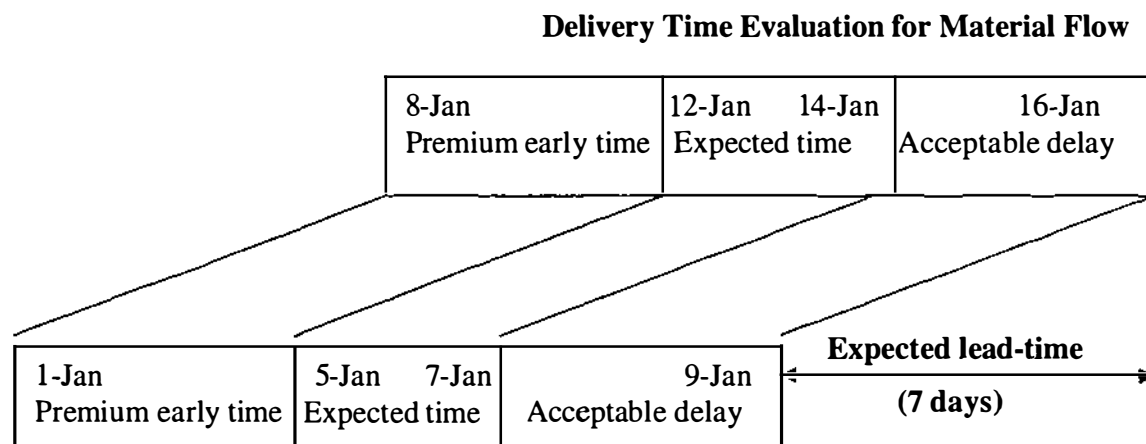 Delivery Time Evaluation for Material Flow
8-Jan 12-Jan 14-Jan 16-Jan
Premium early time Expected time Acceptable delay
Expected lead-time
1-Jan 5-Jan 7-Jan 9-Jan
(7 days)
Premium early time Expected time Acceptable delay